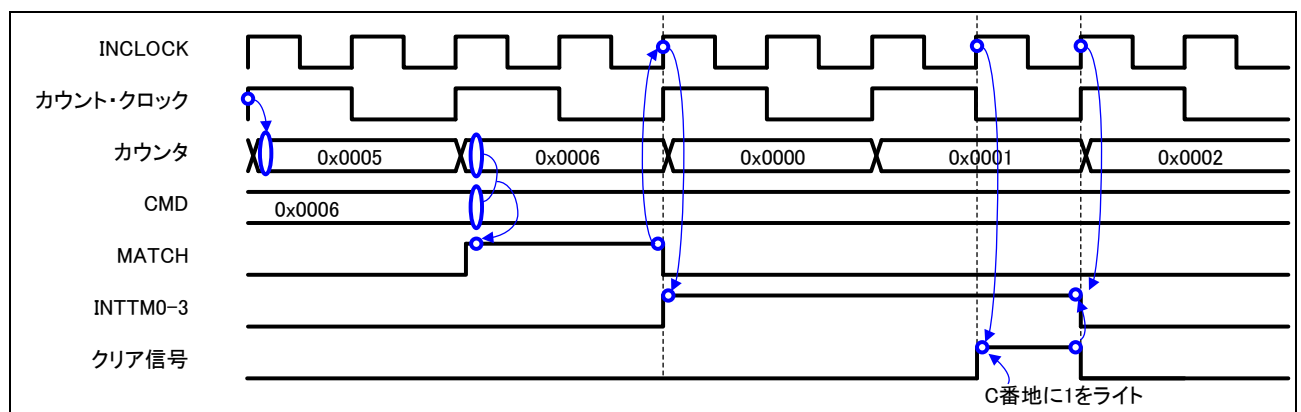 INCLOCK
カウント・クロック
カウンタ
0x0005 0x0006 0x0000 0x0001 0x0002
CMD
0x0006
MATCH
INTTM0-3
クリア信号
C番地に1をライト